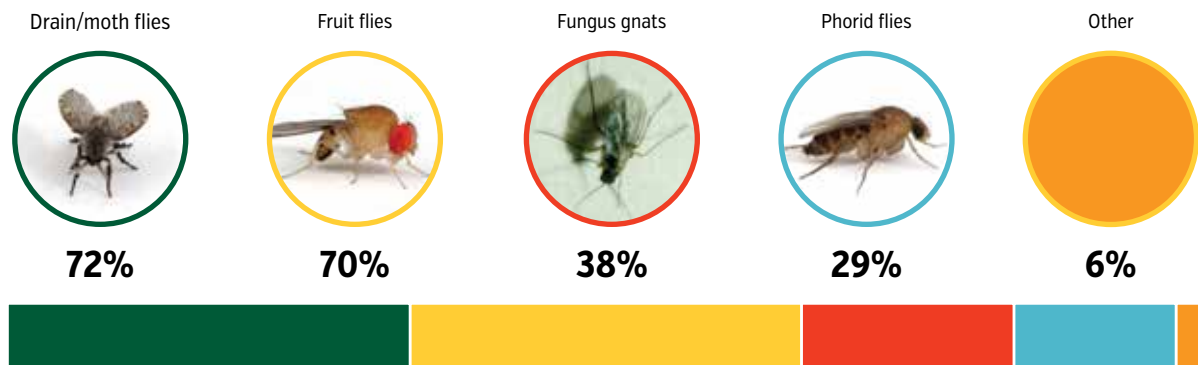 Drain/moth flies
Fruit flies
Fungus gnats
Phorid flies
Other
72%
70%
38%
29%
6%